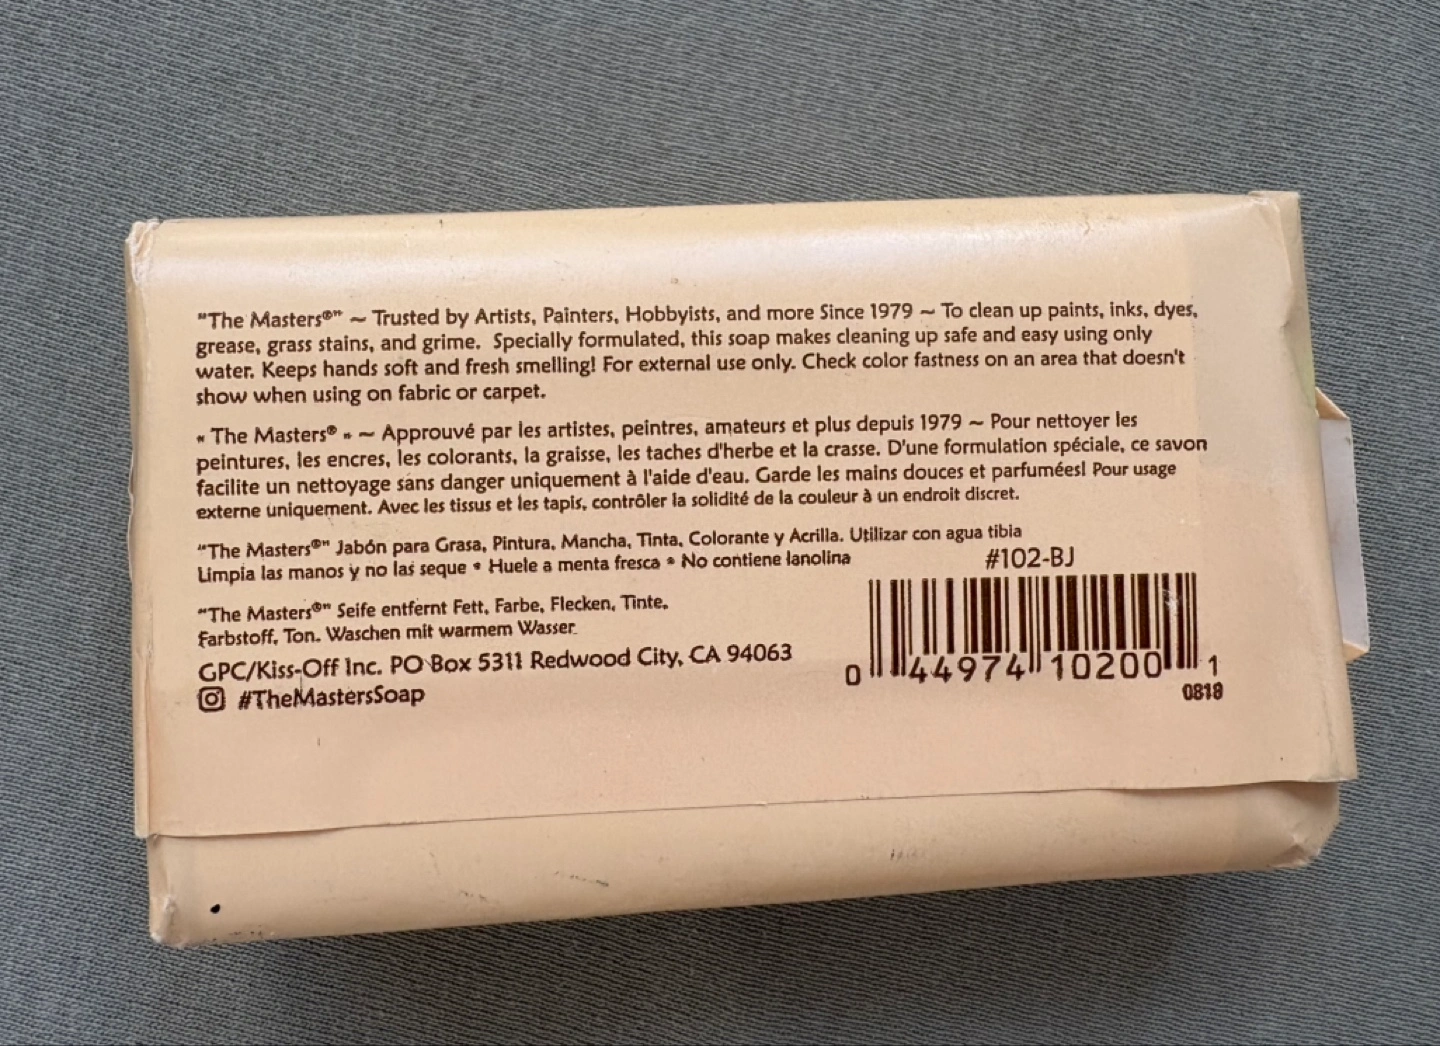 "The Masters®" ~ Trusted by Artists, Painters, Hobbyists, and more Since 1979 ~ To clean up paints, inks, dyes,
grease, grass stains, and grime. Specially formulated, this soap makes cleaning up safe and easy using only
water. Keeps hands soft and fresh smelling! For external use only. Check color fastness on an area that doesn't
show when using on fabric or carpet.
« The Masters® » ~ Approuvé par les artistes, peintres, amateurs et plus depuis 1979 ~ Pour nettoyer les
peintures, les encres, les colorants, la graisse, les taches d'herbe et la crasse. D'une formulation spéciale, ce savon
facilite un nettoyage sans danger uniquement à l'aide d'eau. Garde les mains douces et parfumées! Pour usage
externe uniquement. Avec les tissus et les tapis, contrôler la solidité de la couleur à un endroit discret.
"The Masters®" Jabón para Grasa, Pintura, Mancha, Tinta, Colorante y Acrilla. Utilizar con agua tibia
Limpia las manos y no las seque • Huele a menta fresca • No contiene lanolina
#102-BJ
"The Masters®" Seife entfernt Fett, Farbe, Flecken, Tinte,
Farbstoff, Ton. Waschen mit warmem Wasser
GPC/Kiss-Off Inc. PO Box 5311 Redwood City, CA 94063
#TheMastersSoap
0 44974 10200 1
0818